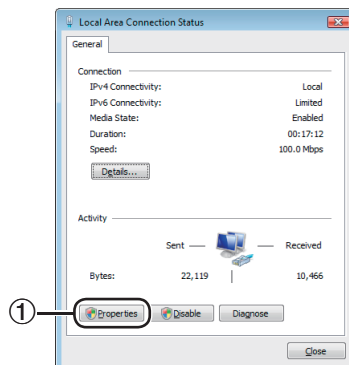 Local Area Connection Status
General
Connection
IPv4 Connectivity: Local
IPv6 Connectivity: Limited
Media State: Enabled
Duration: 00:17:12
Speed: 100.0 Mbps
Details...
Activity
Sent Received
Bytes: 22,119 10,466
① Properties Disable Diagnose
Close